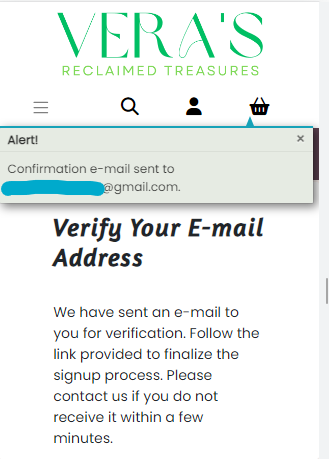 VERA'S
RECLAIMED TREASURES
Alert!
×
Confirmation e-mail sent to
@gmail.com.
Verify Your E-mail
Address
We have sent an e-mail to
you for verification. Follow the
link provided to finalize the
signup process. Please
contact us if you do not
receive it within a few
minutes.